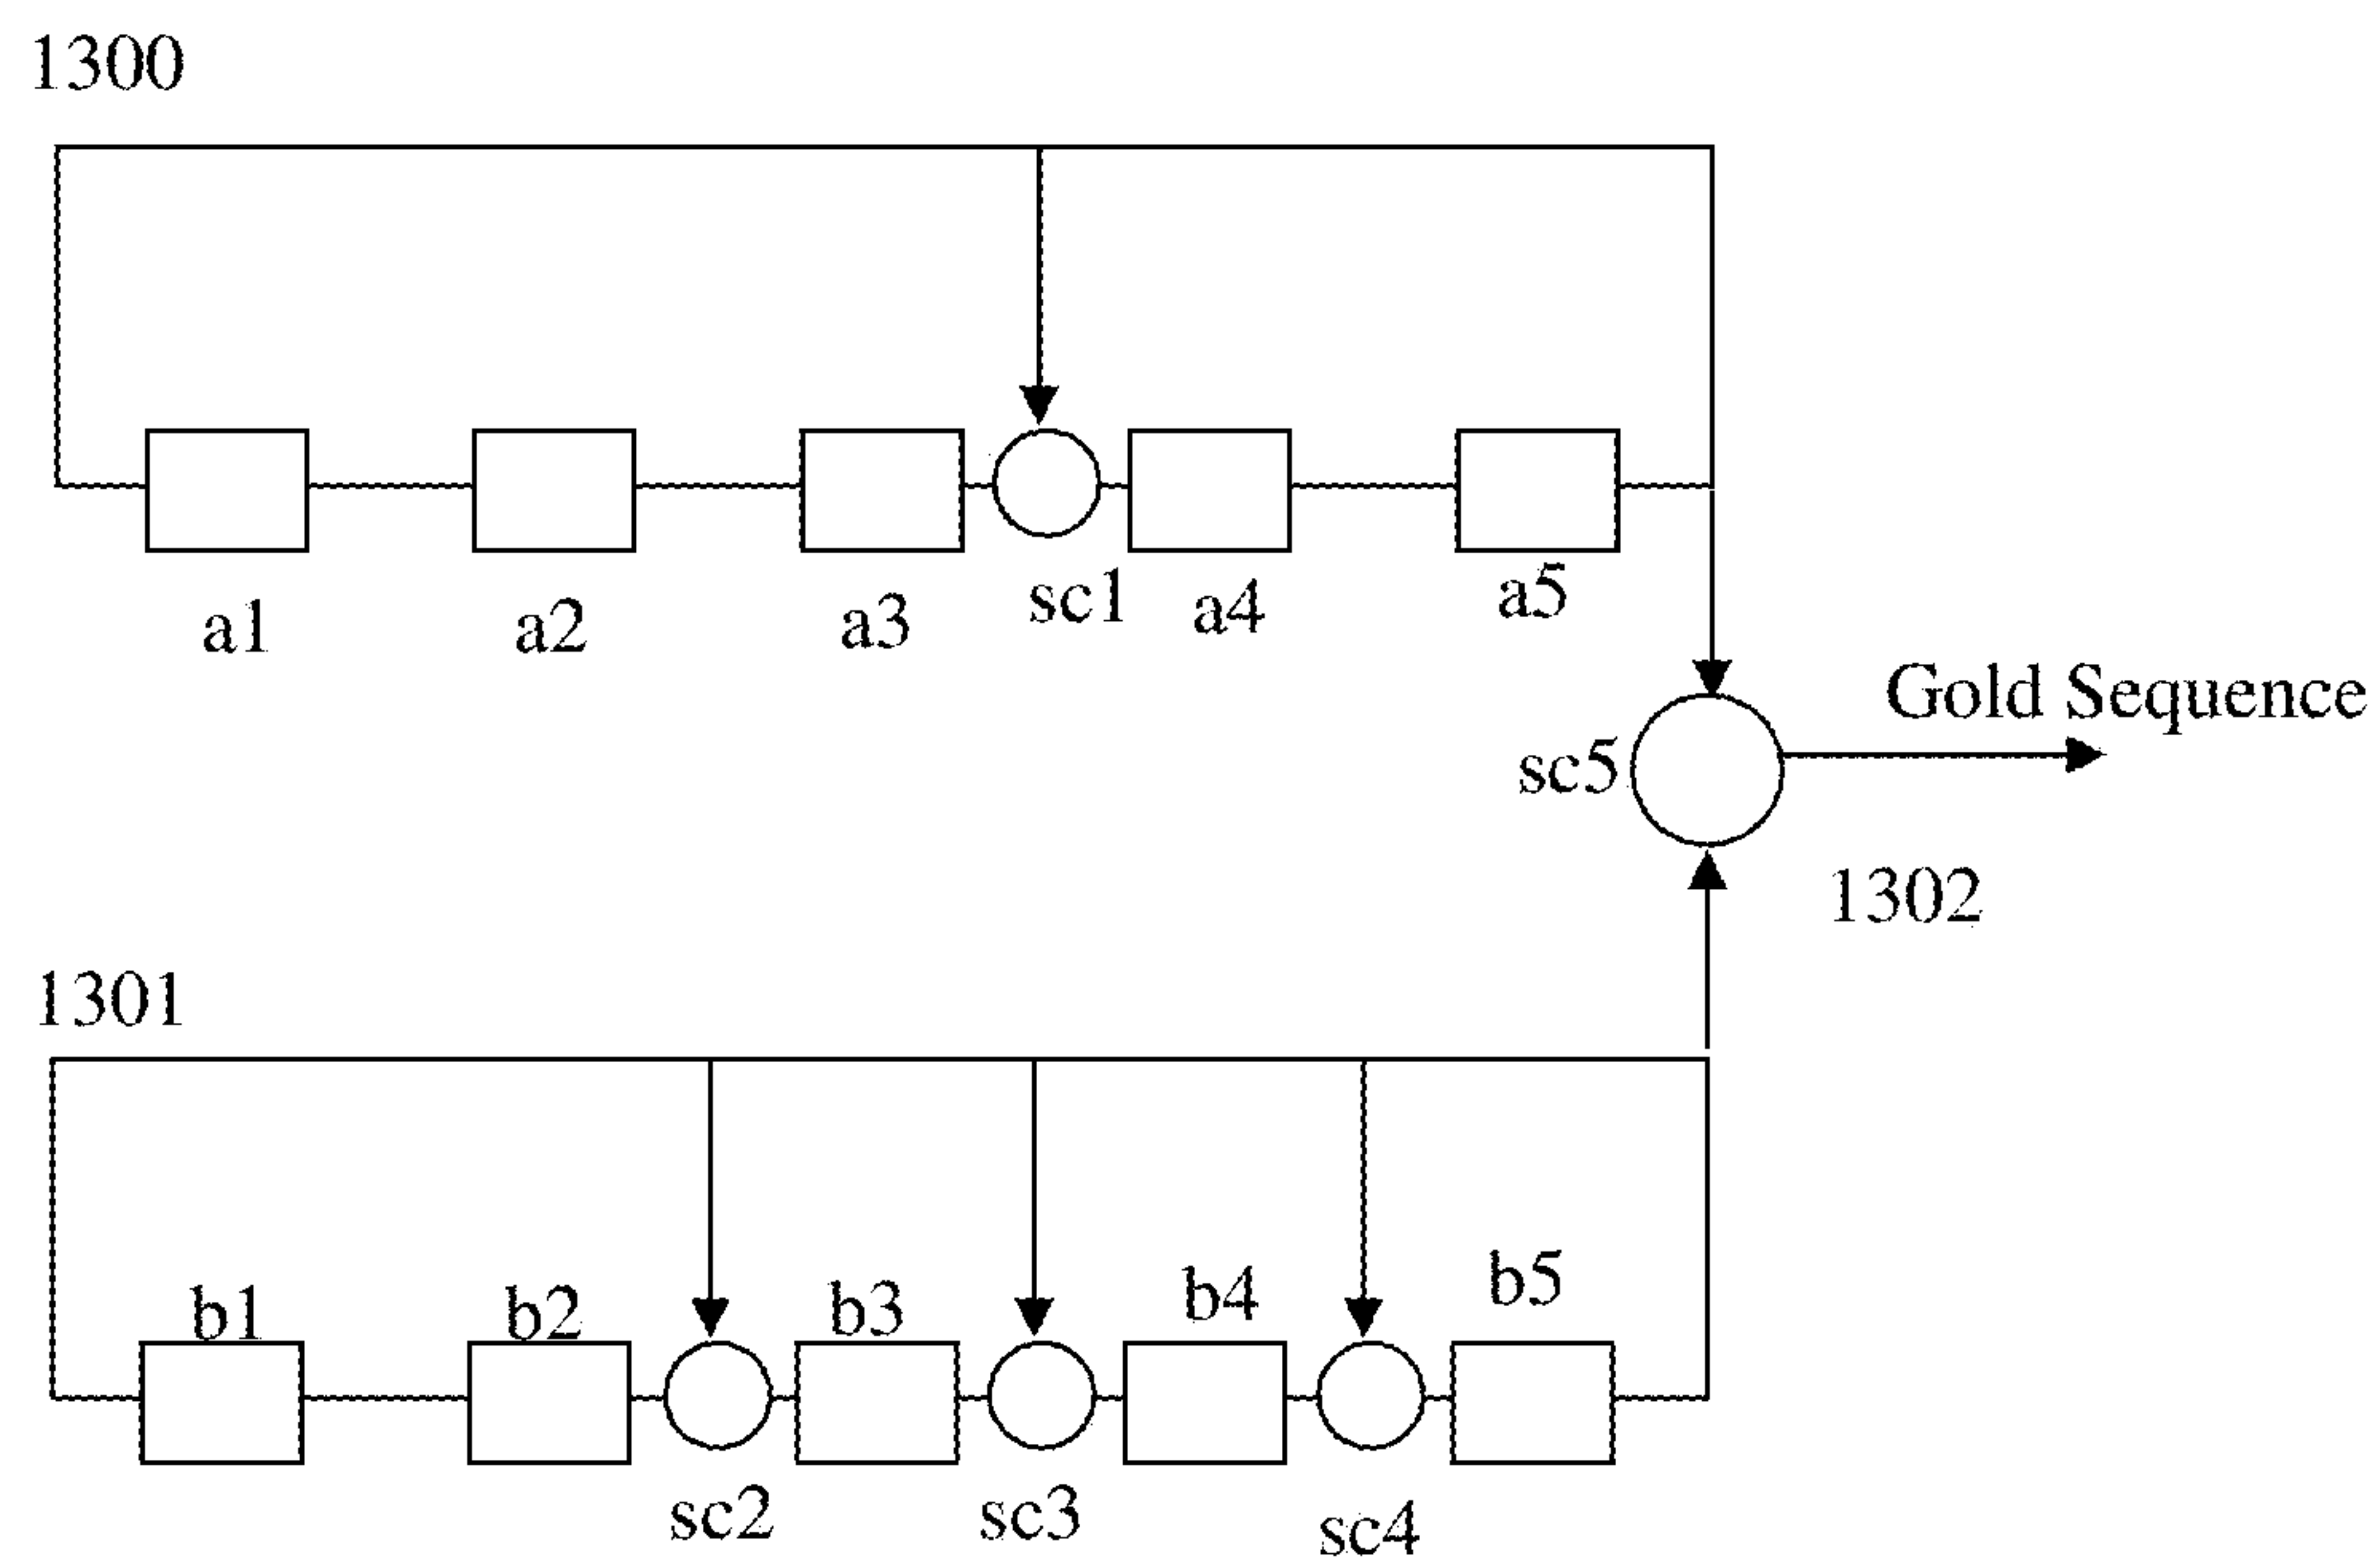 1300
a1 a2 a3 sc1 a4 a5
Gold Sequence
sc5
1302
1301
b1 b2 b3 b4 b5
sc2 sc3 sc4